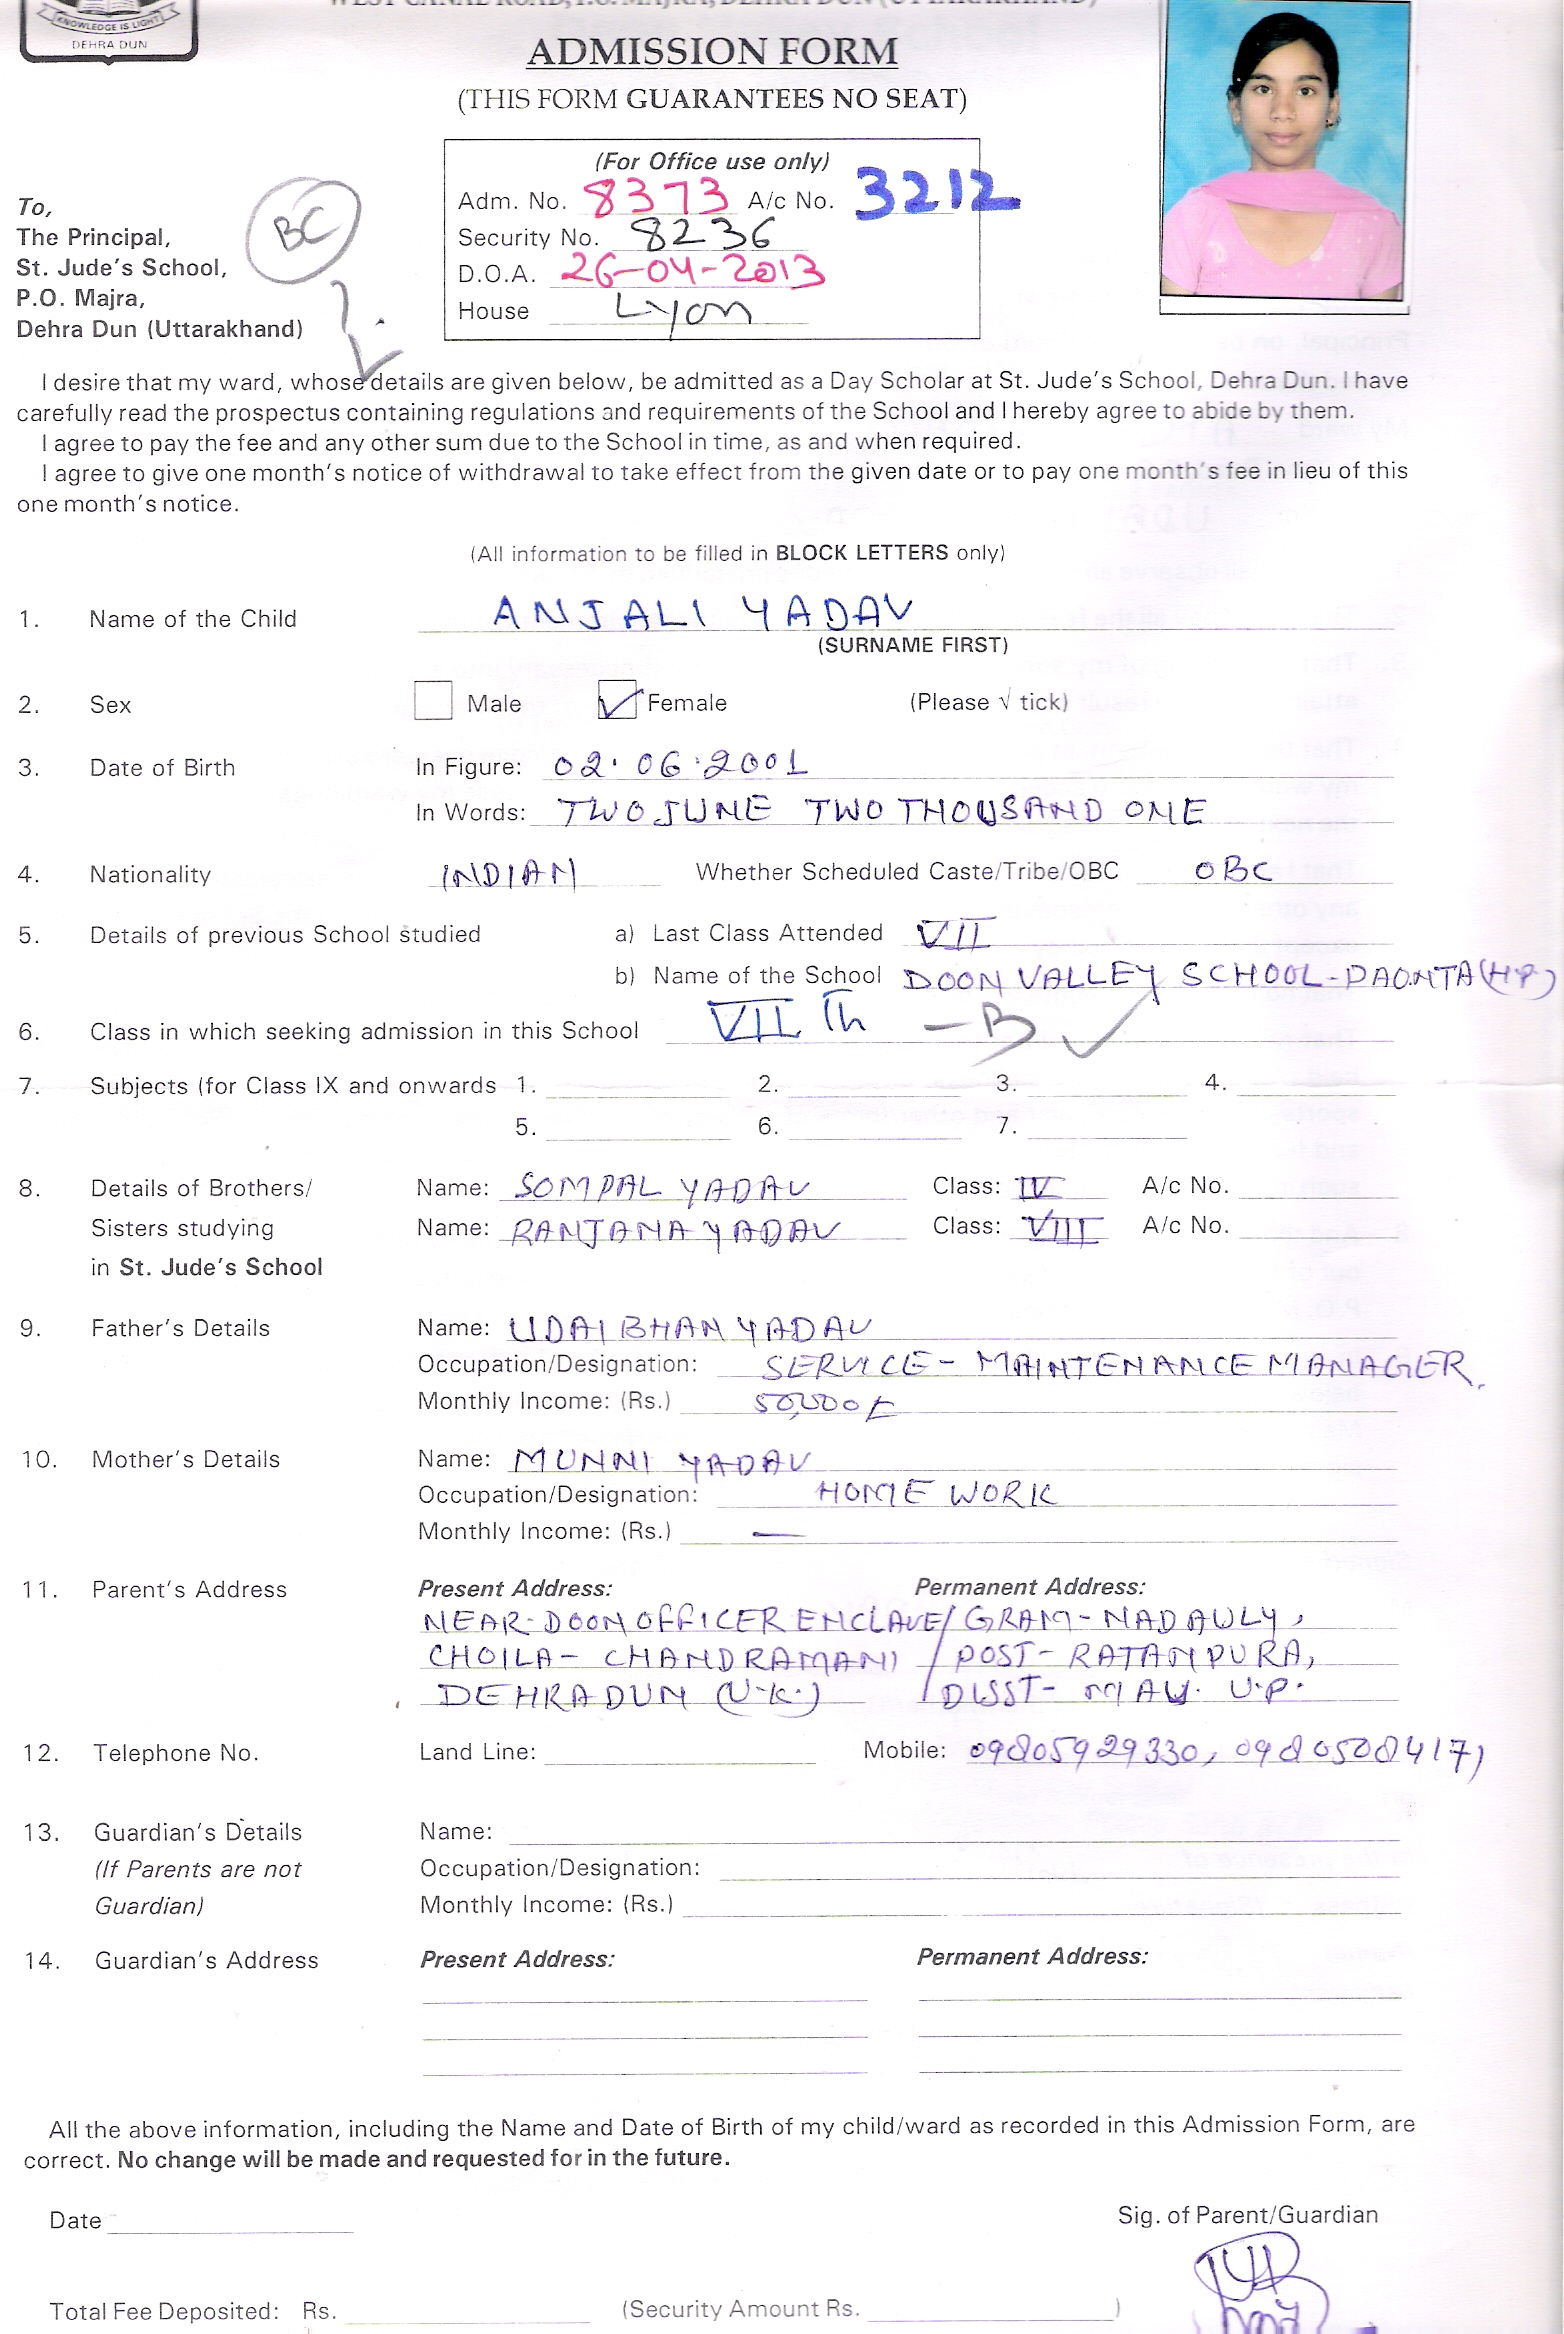 KNOWLEDGE IS LIGHT
DEHRA DUN
WEST CANAL ROAD, P.O. MAJRA, DEHRA DUN (UTTARAKHAND)
ADMISSION FORM
(THIS FORM GUARANTEES NO SEAT)
(For Office use only)
Adm. No. 8373 A/c No. 3212
Security No. 8236
D.O.A. 26-04-2013
House Lyon
To,
The Principal,
St. Jude's School,
P.O. Majra,
Dehra Dun (Uttarakhand)
BC
I desire that my ward, whose details are given below, be admitted as a Day Scholar at St. Jude's School, Dehra Dun. I have
carefully read the prospectus containing regulations and requirements of the School and I hereby agree to abide by them.
I agree to pay the fee and any other sum due to the School in time, as and when required.
I agree to give one month's notice of withdrawal to take effect from the given date or to pay one month's fee in lieu of this
one month's notice.
(All information to be filled in BLOCK LETTERS only)
1. Name of the Child ANJALI YADAV
(SURNAME FIRST)
2. Sex Male ✓ Female (Please √ tick)
3. Date of Birth In Figure: 02.06.2001
In Words: TWO JUNE TWO THOUSAND ONE
4. Nationality INDIAN Whether Scheduled Caste/Tribe/OBC OBC
5. Details of previous School studied a) Last Class Attended VII
b) Name of the School DOON VALLEY SCHOOL-PAONTA (HP)
6. Class in which seeking admission in this School VII Th - B ✓
7. Subjects (for Class IX and onwards 1. 2. 3. 4.
5. 6. 7.
8. Details of Brothers/ Name: SOMPAL YADAV Class: IV A/c No.
Sisters studying Name: RANJANA YADAV Class: VIII A/c No.
in St. Jude's School
9. Father's Details Name: UDAI BHAN YADAV
Occupation/Designation: SERVICE - MAINTENANCE MANAGER.
Monthly Income: (Rs.) 50,000/-
10. Mother's Details Name: MUNNI YADAV
Occupation/Designation: HOME WORK
Monthly Income: (Rs.) —
11. Parent's Address Present Address: Permanent Address:
NEAR-DOON OFFICER ENCLAVE / GRAM-NADAULY,
CHOILA- CHANDRAMANI / POST- RATANPURA,
DEHRADUN (U.K.) / DISST- MAU. U.P.
12. Telephone No. Land Line: Mobile: 09805929330, 09805508417)
13. Guardian's Details Name:
(If Parents are not Occupation/Designation:
Guardian) Monthly Income: (Rs.)
14. Guardian's Address Present Address: Permanent Address:
All the above information, including the Name and Date of Birth of my child/ward as recorded in this Admission Form, are
correct. No change will be made and requested for in the future.
Date Sig. of Parent/Guardian
Total Fee Deposited: Rs. (Security Amount Rs. )